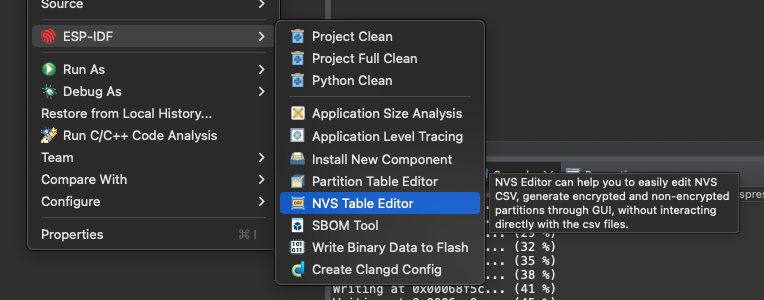 Source
ESP-IDF
Run As
Debug As
Restore from Local History...
Run C/C++ Code Analysis
Team
Compare With
Configure
Properties
⌘ I
Project Clean
Project Full Clean
Python Clean
Application Size Analysis
Application Level Tracing
Install New Component
Partition Table Editor
NVS Table Editor
SBOM Tool
Write Binary Data to Flash
Create Clangd Config
NVS Editor can help you to easily edit NVS
CSV, generate encrypted and non-encrypted
partitions through GUI, without interacting
directly with the csv files.
... (32 %)
... (35 %)
... (38 %)
Writing at 0x00068f5c... (41 %)